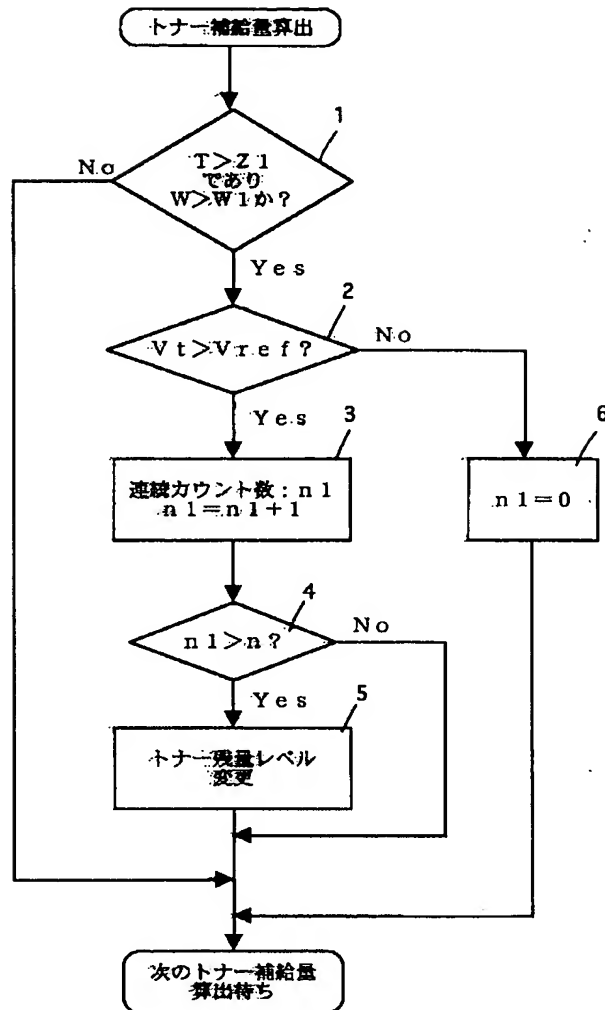 トナー補給量算出
1
T>Z1
であり
W>W1か?
No
Yes
2
Vt>Vref?
No
Yes
3
連続カウント数:n1
n1=n1+1
6
n1=0
4
n1>n?
No
Yes
5
トナー残量レベル
変更
次のトナー補給量
算出待ち